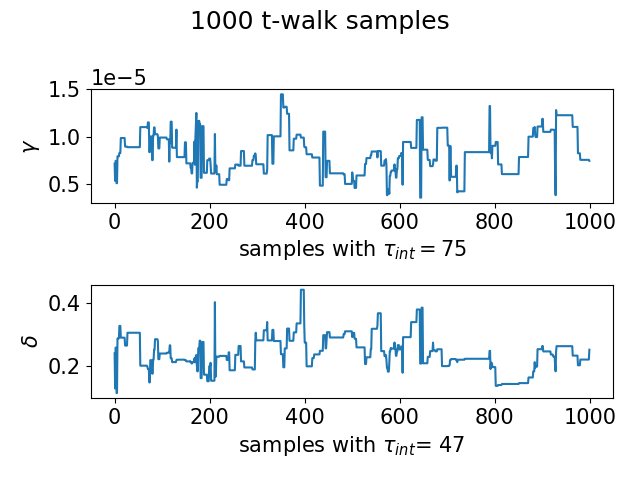 1000 t-walk samples
1e−5
1.5
1.0
0.5
γ
0 200 400 600 800 1000
samples with τ_int = 75
0.4
0.2
δ
0 200 400 600 800 1000
samples with τ_int= 47